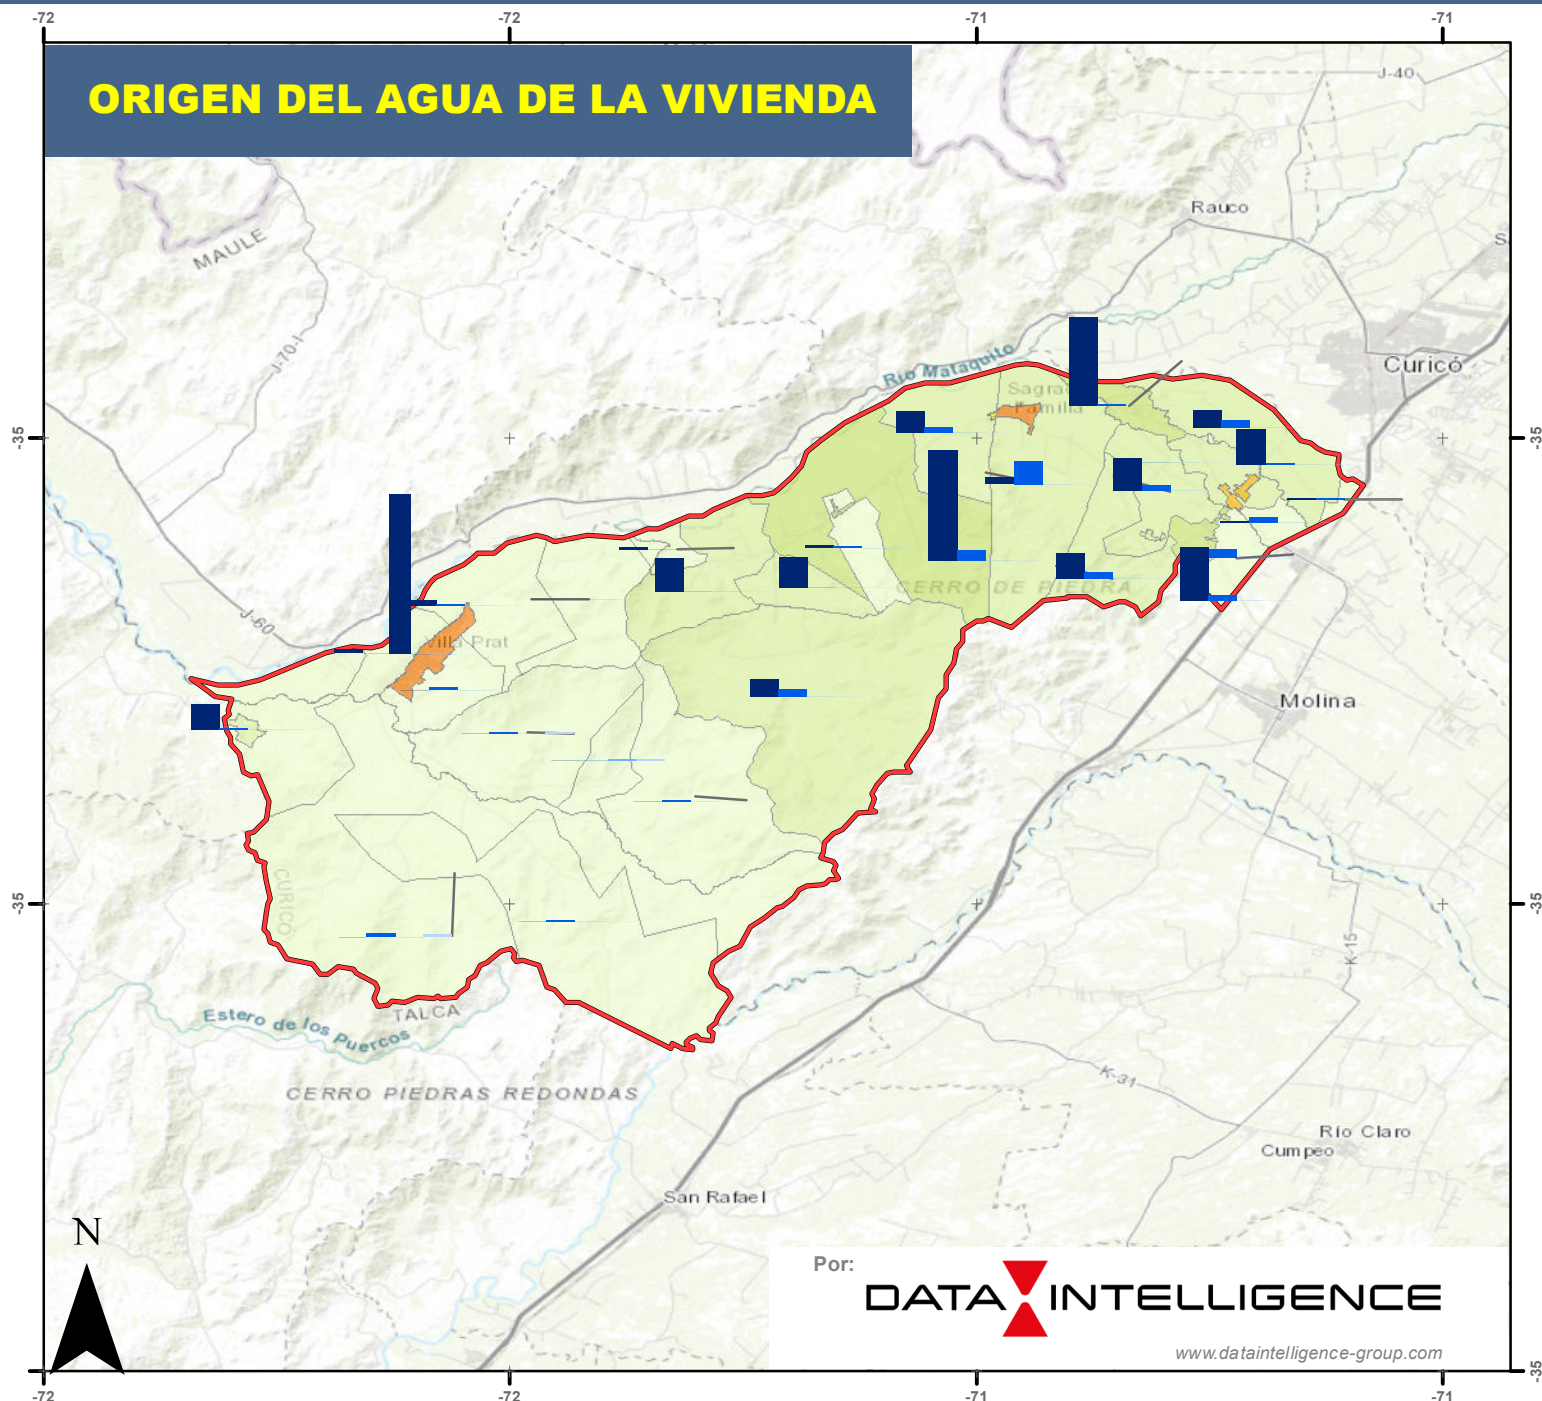 -72
-72
-71
-71
ORIGEN DEL AGUA DE LA VIVIENDA
J-40
Rauco
MAULE
J-70-I
Río Mataquito
Curicó
Sagrada
Familia
-35
-35
CERRO DE PIEDRA
J-60
Villa Prat
Molina
CURICÓ
-35
-35
K-15
TALCA
Estero de los Puercos
CERRO PIEDRAS REDONDAS
K-31
Río Claro
Cumpeo
San Rafael
N
Por:
DATA INTELLIGENCE
www.dataintelligence-group.com
-35
-72
-72
-71
-71